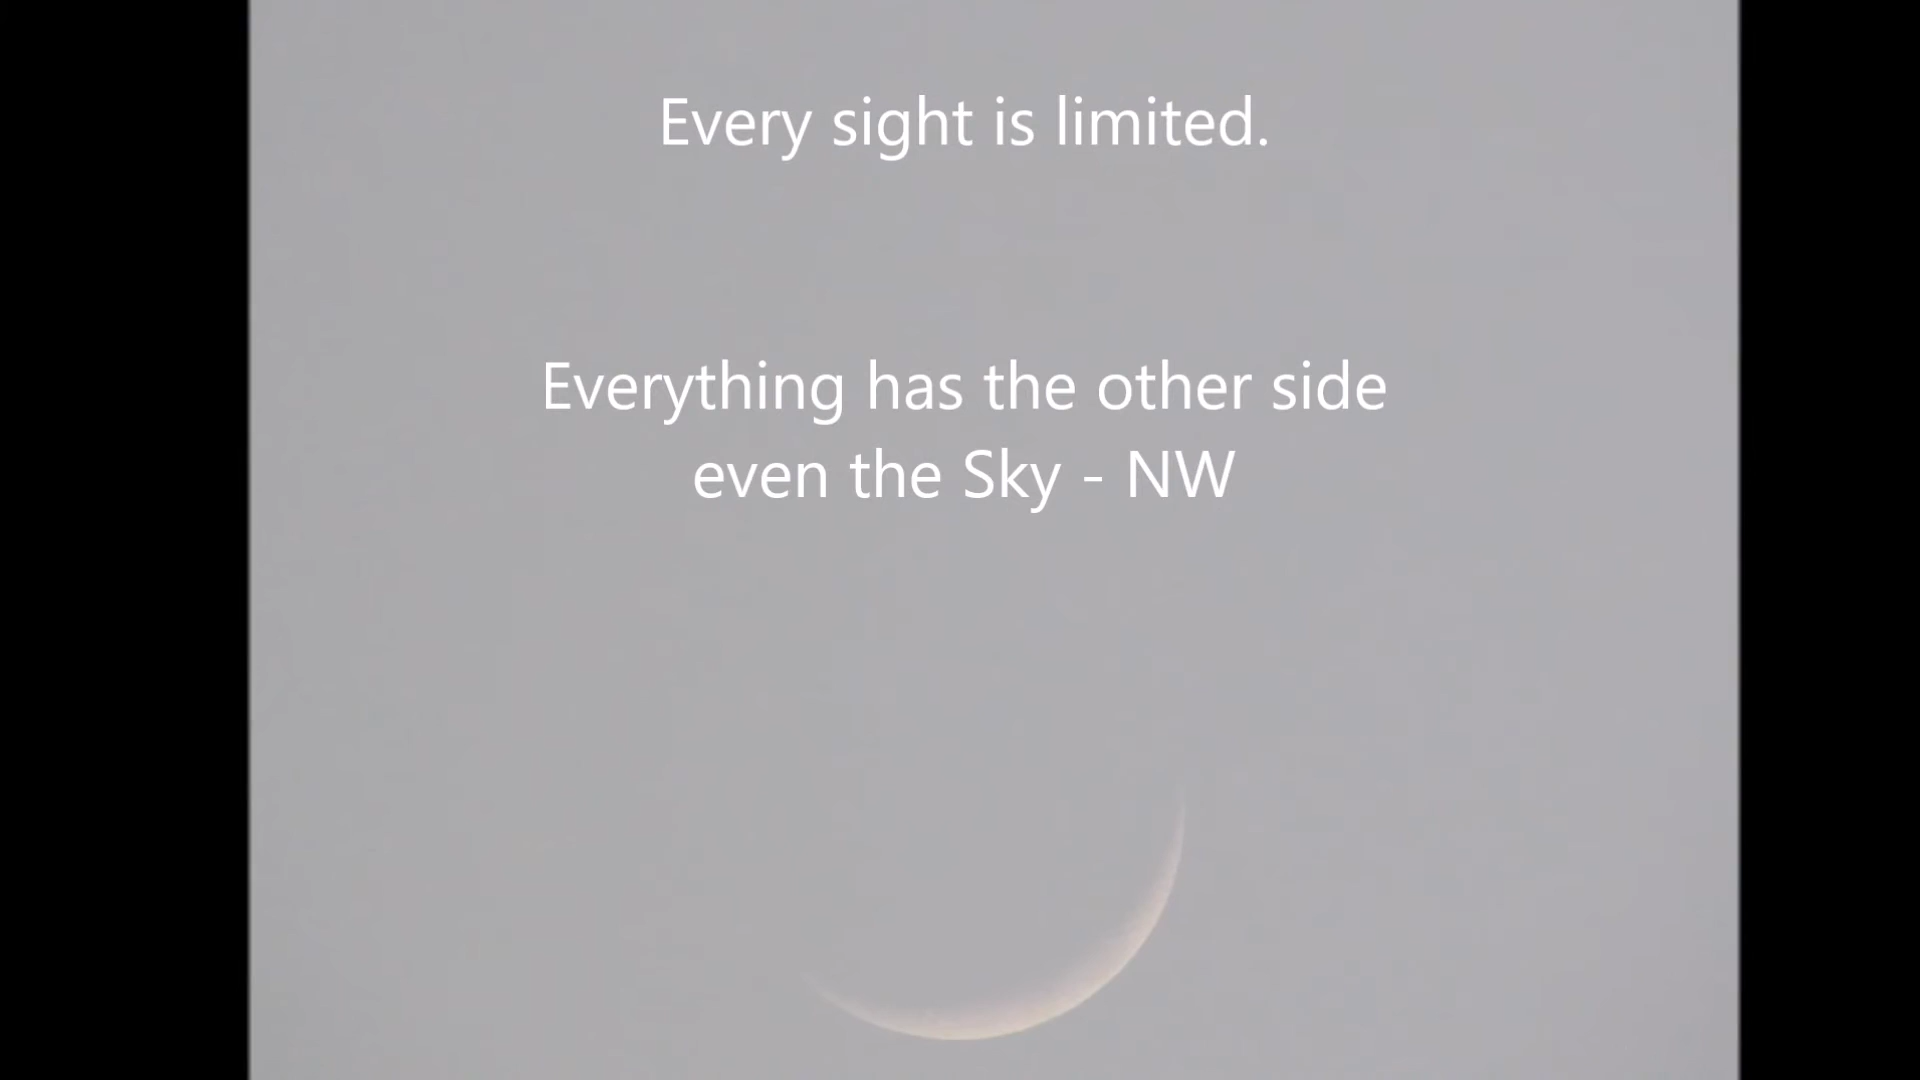 Every sight is limited.
Everything has the other side
even the Sky - NW